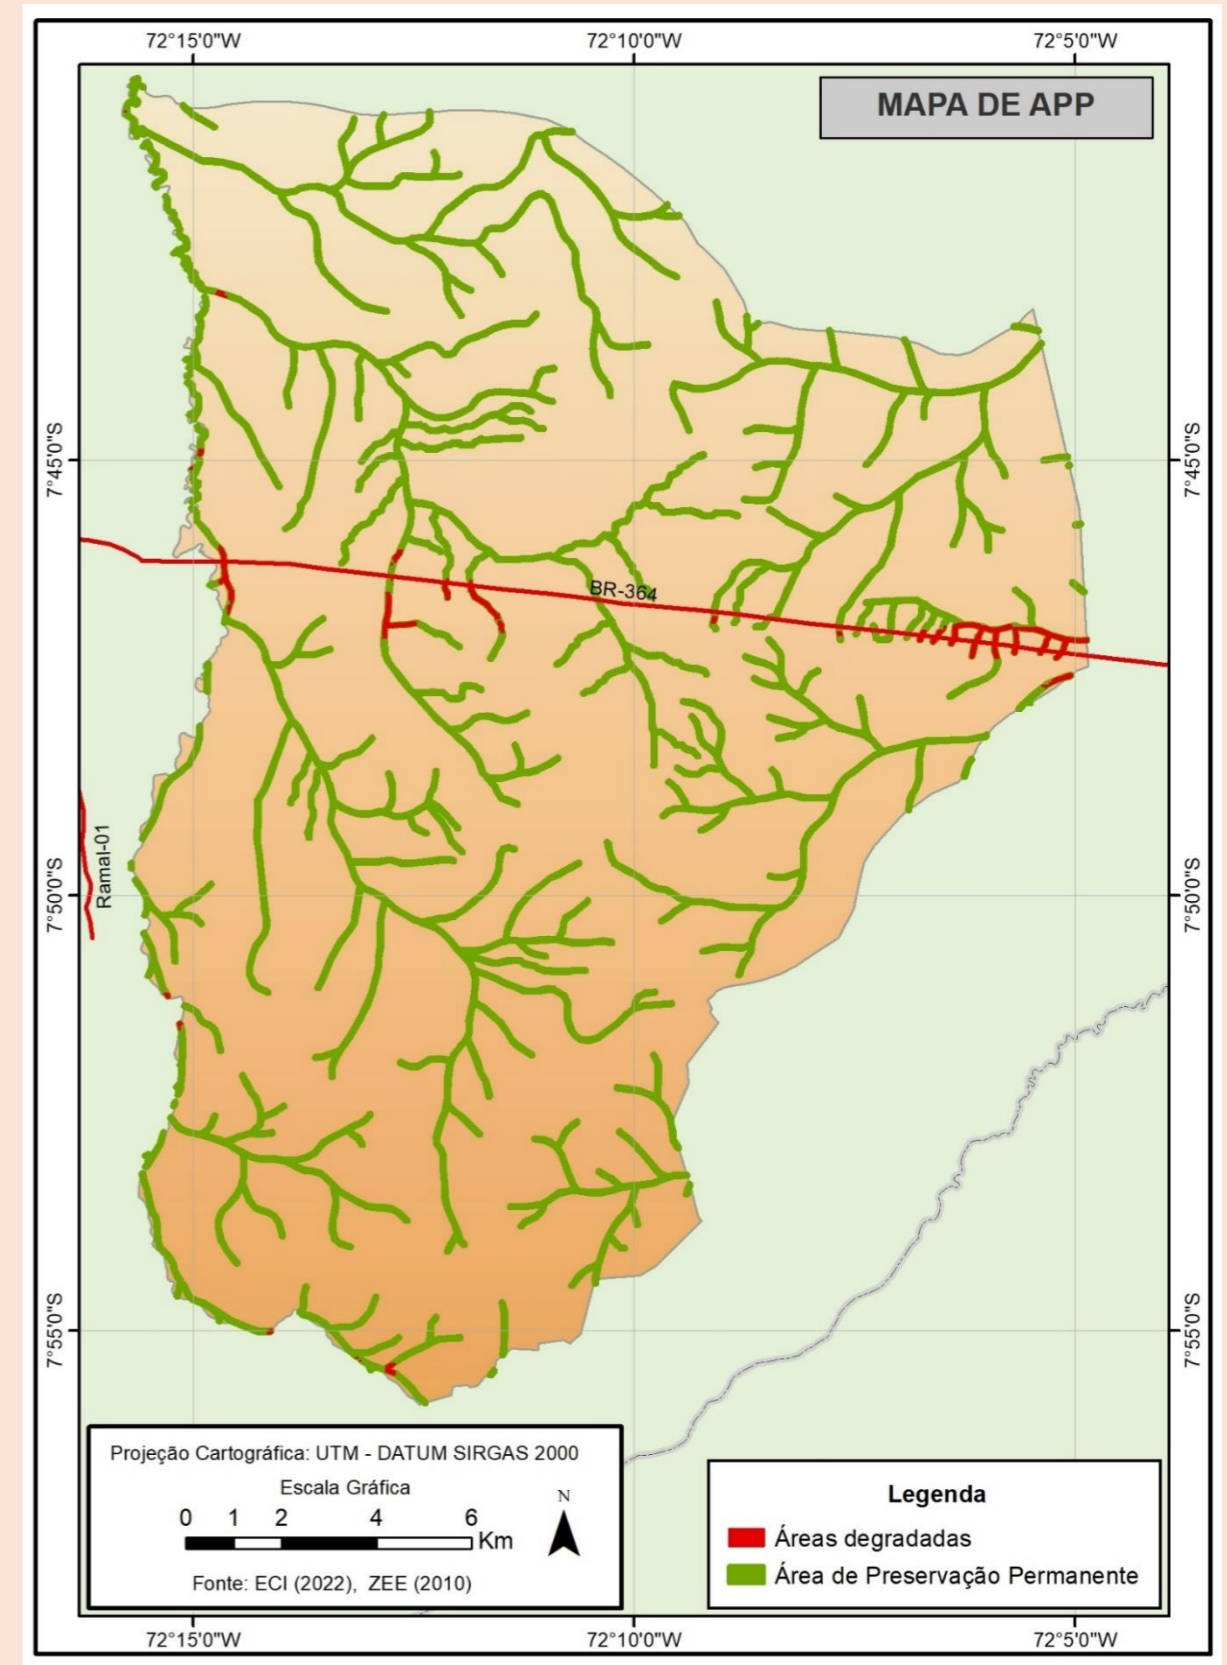 72°15'0"W
72°10'0"W
72°5'0"W
MAPA DE APP
7°45'0"S
7°45'0"S
BR-364
Ramal-01
7°50'0"S
7°50'0"S
7°55'0"S
7°55'0"S
Projeção Cartográfica: UTM - DATUM SIRGAS 2000
Escala Gráfica
0 1 2 4 6
Km
N
Fonte: ECI (2022), ZEE (2010)
Legenda
Áreas degradadas
Área de Preservação Permanente
72°15'0"W
72°10'0"W
72°5'0"W